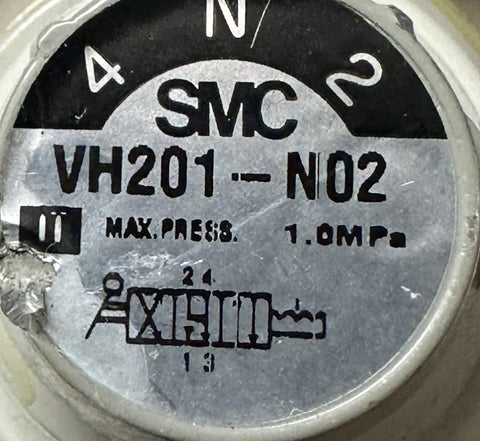 4 N 2
SMC
VH201-N02
MAX.PRESS. 1.0MPa
2 4
1 3